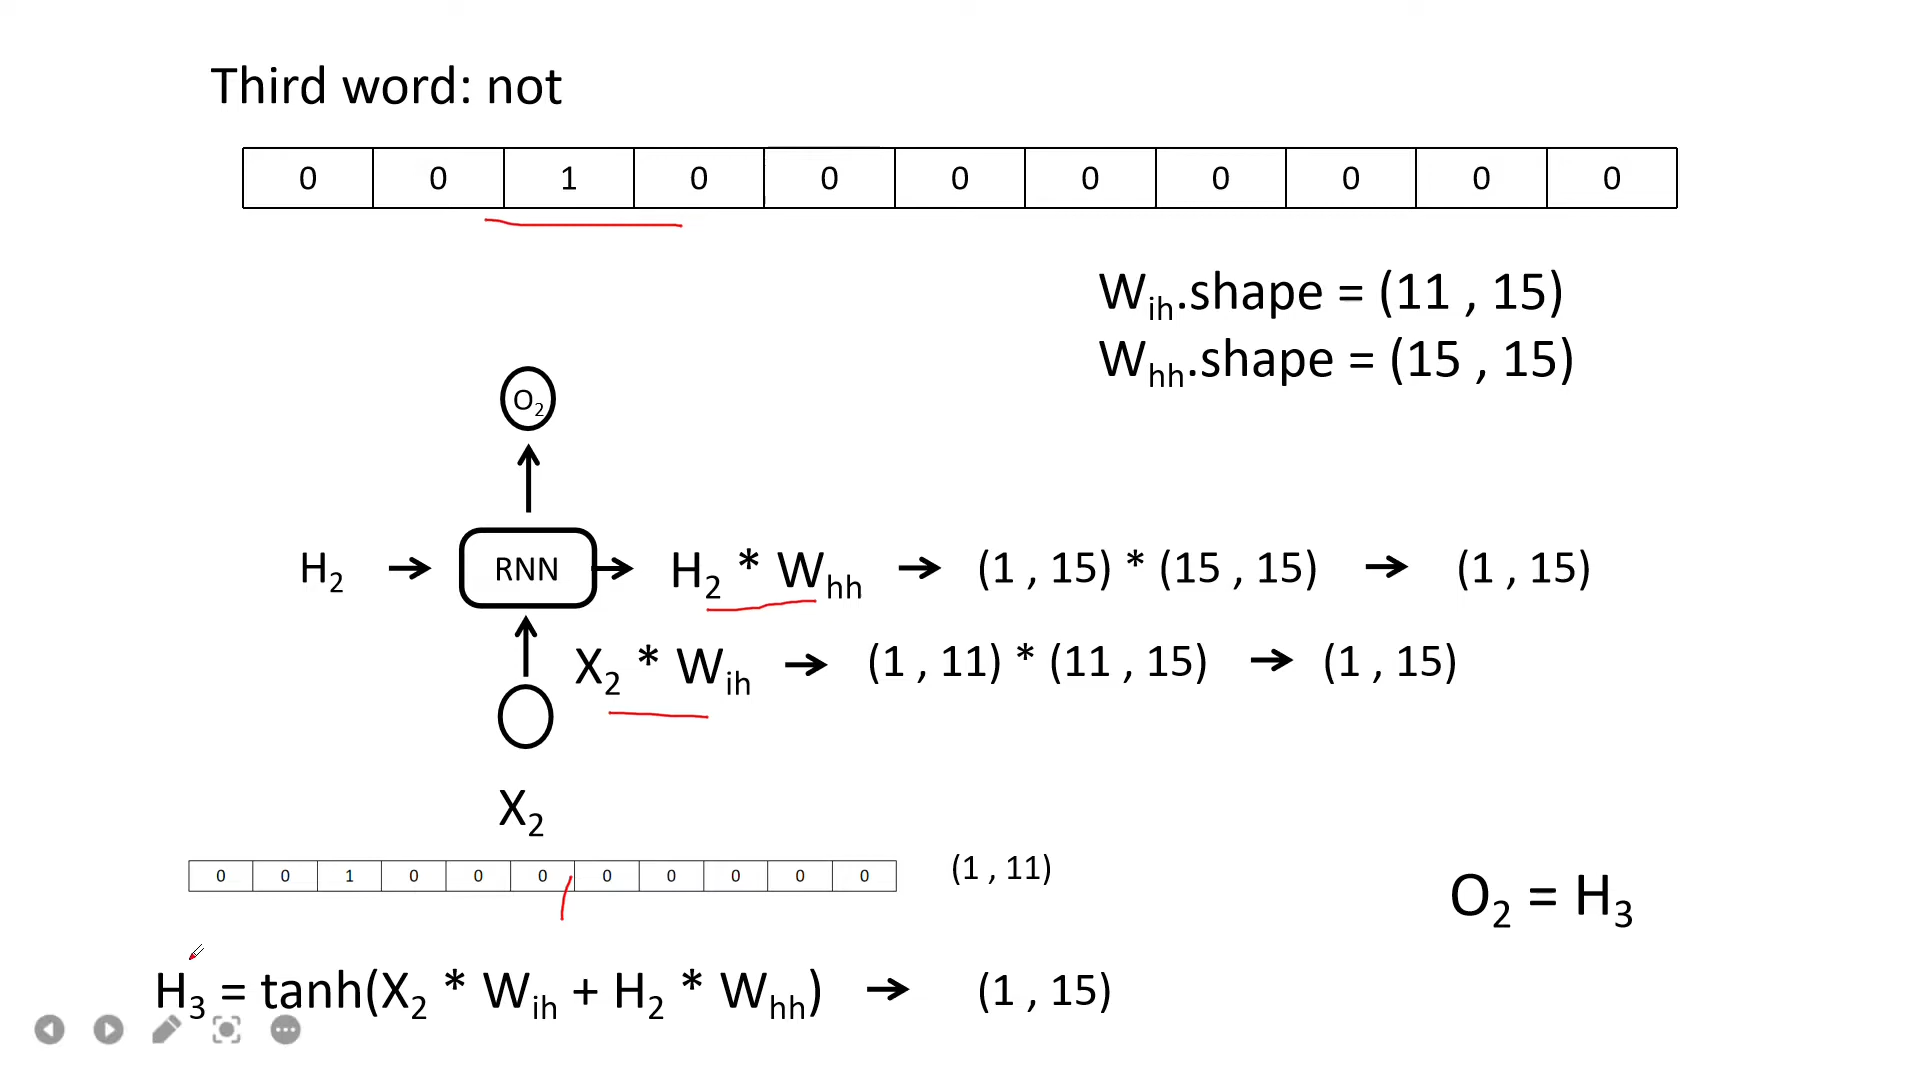 Third word: not
0 0 1 0 0 0 0 0 0 0 0
Wih.shape = (11 , 15)
Whh.shape = (15 , 15)
O2
H2 → RNN → H2 * Whh → (1 , 15) * (15 , 15) → (1 , 15)
X2 * Wih → (1 , 11) * (11 , 15) → (1 , 15)
X2
0 0 1 0 0 0 0 0 0 0 0 (1 , 11)
O2 = H3
H3 = tanh(X2 * Wih + H2 * Whh) → (1 , 15)